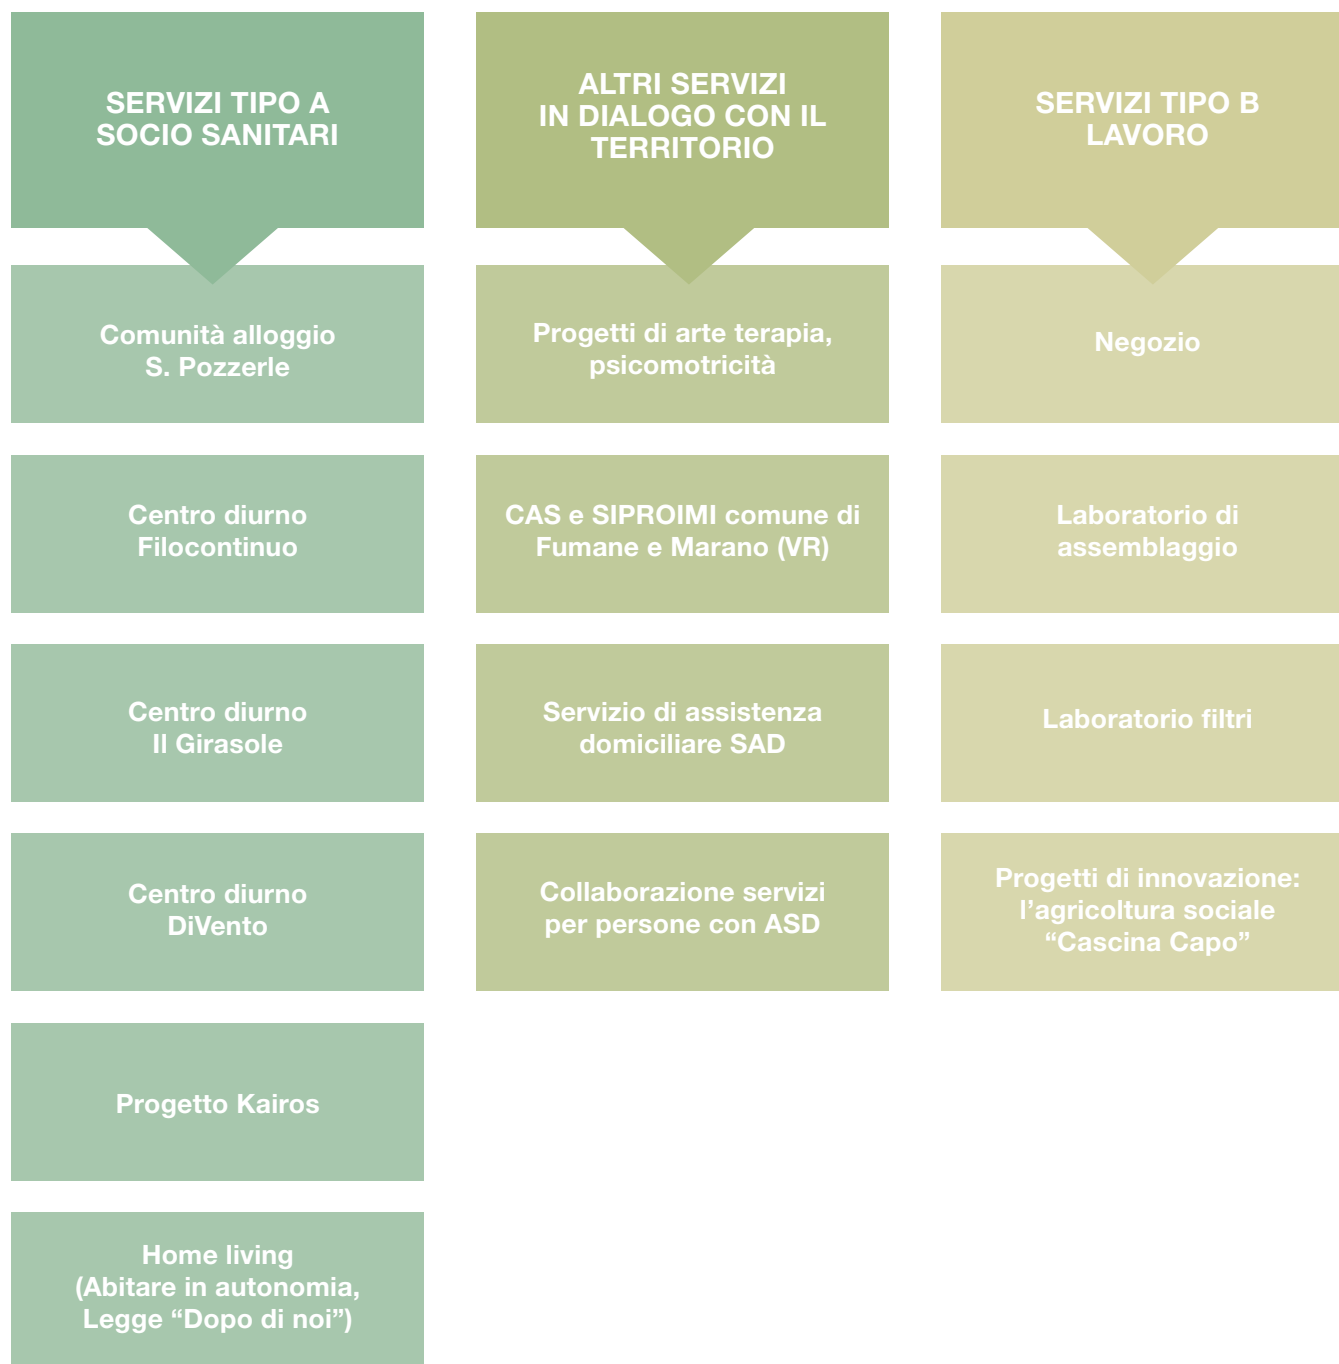 SERVIZI TIPO A
SOCIO SANITARI
Comunità alloggio
S. Pozzerle
Centro diurno
Filocontinuo
Centro diurno
Il Girasole
Centro diurno
DiVento
Progetto Kairos
Home living
(Abitare in autonomia,
Legge “Dopo di noi”)
ALTRI SERVIZI
IN DIALOGO CON IL
TERRITORIO
Progetti di arte terapia,
psicomotricità
CAS e SIPROIMI comune di
Fumane e Marano (VR)
Servizio di assistenza
domiciliare SAD
Collaborazione servizi
per persone con ASD
SERVIZI TIPO B
LAVORO
Negozio
Laboratorio di
assemblaggio
Laboratorio filtri
Progetti di innovazione:
l’agricoltura sociale
“Cascina Capo”